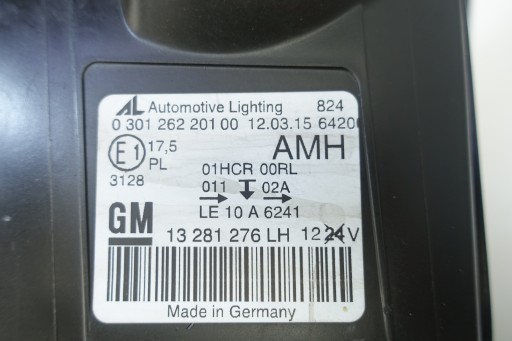 AL Automotive Lighting 824
0 301 262 201 00 12.03.15 64200
E1 17,5 AMH
PL
3128 01HCR 00RL
011 02A
LE 10 A 6241
GM 13 281 276 LH 12 24 V
Made in Germany